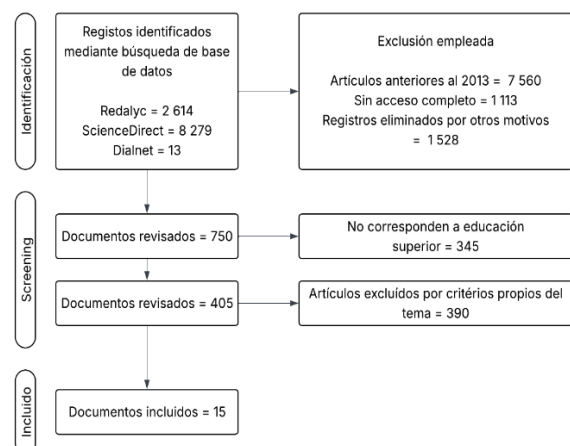 Identificación
Registos identificados
mediante búsqueda de base
de datos
Redalyc = 2 614
ScienceDirect = 8 279
Dialnet = 13
Exclusión empleada
Artículos anteriores al 2013 = 7 560
Sin acceso completo = 1 113
Registros eliminados por otros motivos
= 1 528
Screening
Documentos revisados = 750
No corresponden a educación
superior = 345
Documentos revisados = 405
Artículos excluídos por critérios propios del
tema = 390
Incluido
Documentos incluidos = 15